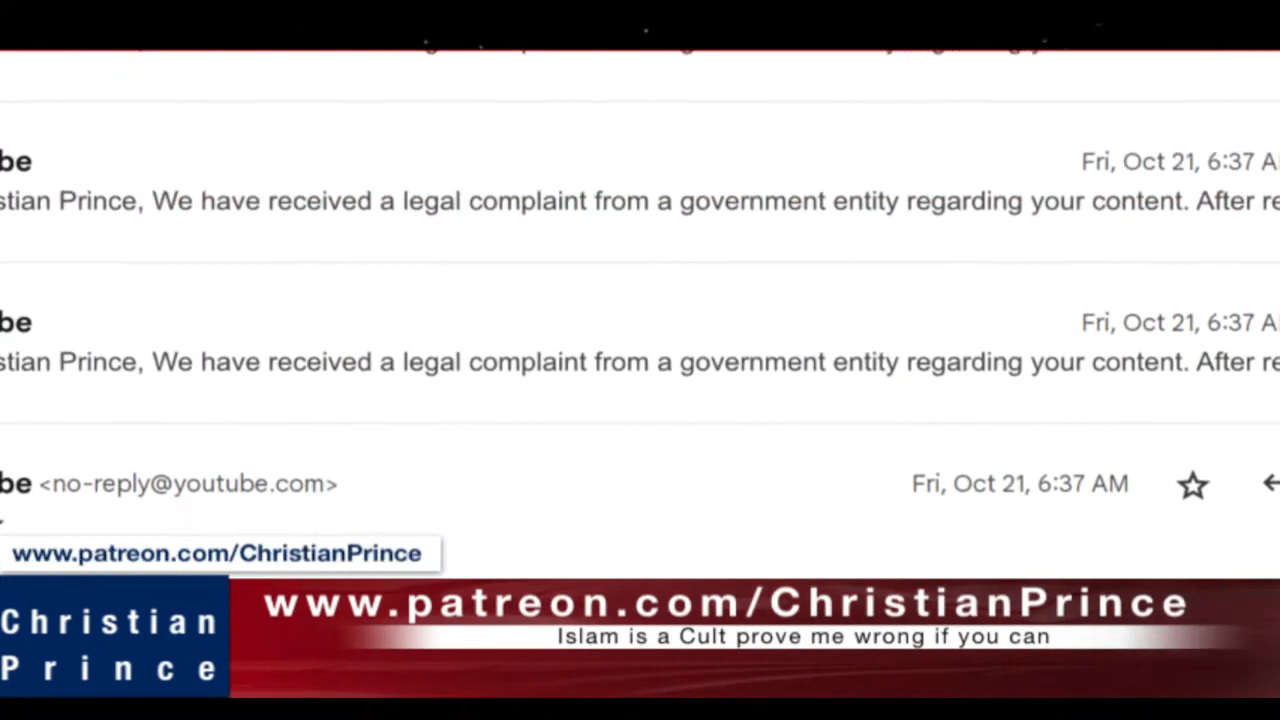 be
Fri, Oct 21, 6:37 A
stian Prince, We have received a legal complaint from a government entity regarding your content. After re
be
Fri, Oct 21, 6:37 A
stian Prince, We have received a legal complaint from a government entity regarding your content. After re
be <no-reply@youtube.com>
Fri, Oct 21, 6:37 AM
www.patreon.com/ChristianPrince
Christian
Prince
www.patreon.com/ChristianPrince
Islam is a Cult prove me wrong if you can